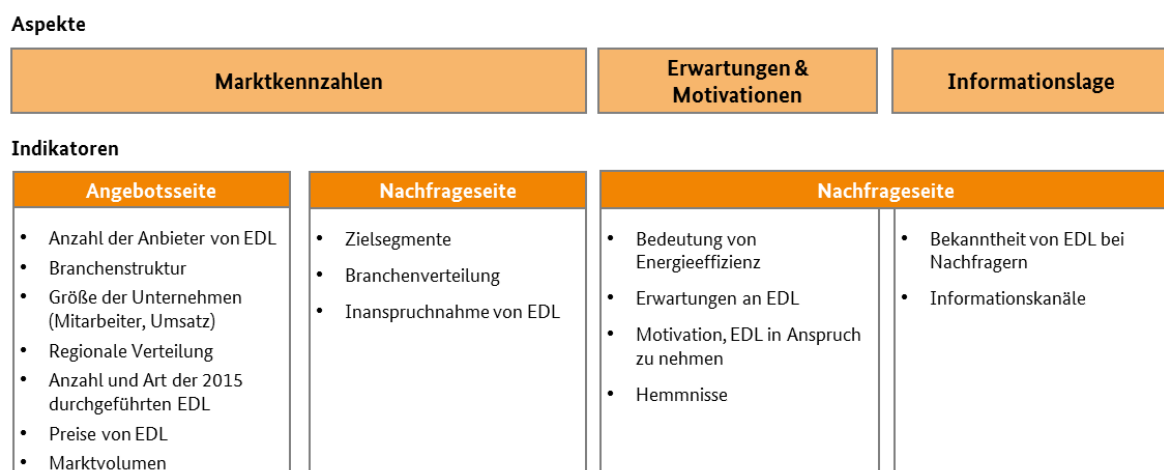 Aspekte
Marktkennzahlen
Erwartungen &
Motivationen
Informationslage
Indikatoren
Angebotsseite
• Anzahl der Anbieter von EDL
• Branchenstruktur
• Größe der Unternehmen
(Mitarbeiter, Umsatz)
• Regionale Verteilung
• Anzahl und Art der 2015
durchgeführten EDL
• Preise von EDL
• Marktvolumen
Nachfrageseite
• Zielsegmente
• Branchenverteilung
• Inanspruchnahme von EDL
Nachfrageseite
• Bedeutung von
Energieeffizienz
• Erwartungen an EDL
• Motivation, EDL in Anspruch
zu nehmen
• Hemmnisse
• Bekanntheit von EDL bei
Nachfragern
• Informationskanäle